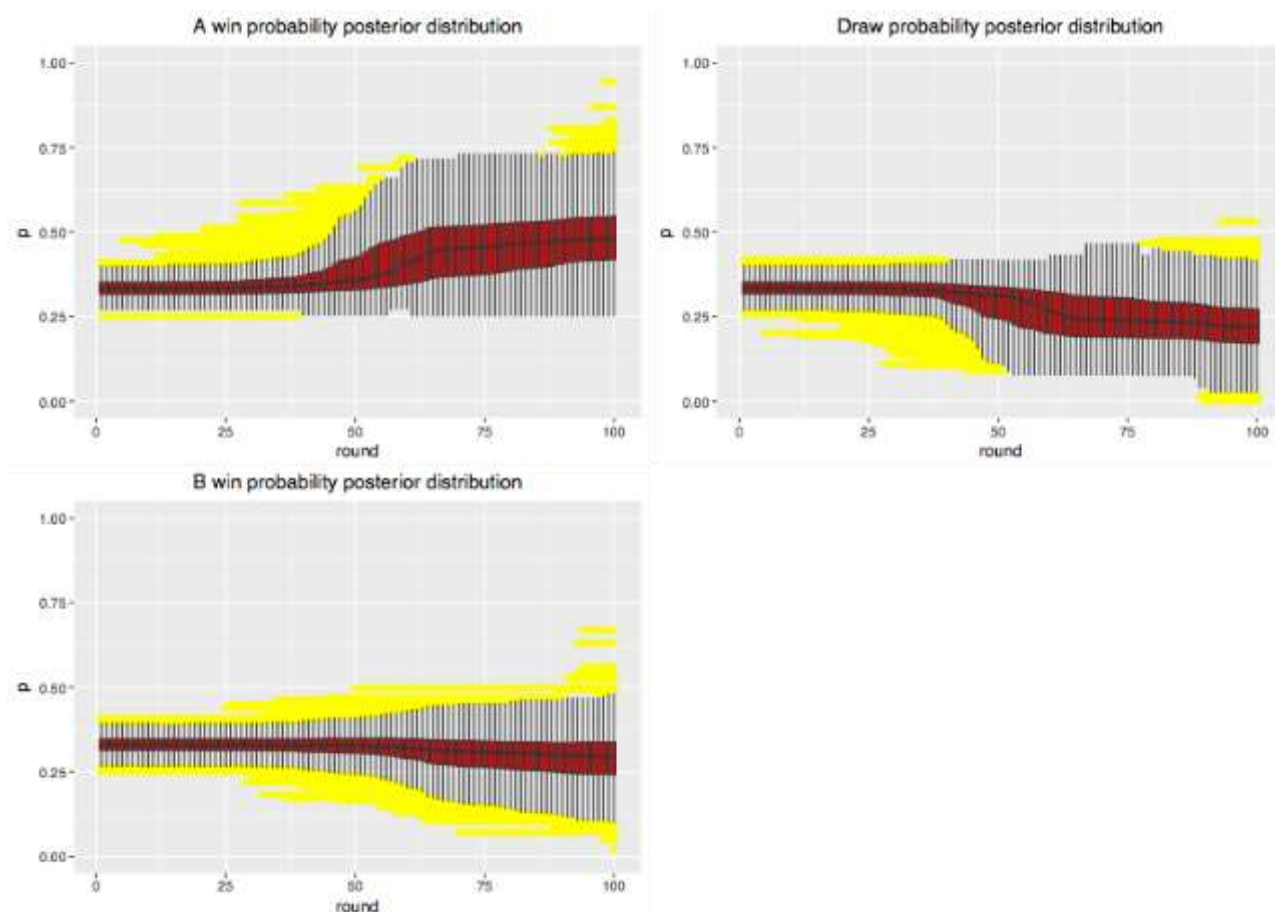 A win probability posterior distribution
1.00
0.75
p
0.50
0.25
0.00
0 25 50 75 100
round
Draw probability posterior distribution
1.00
0.75
p
0.50
0.25
0.00
0 25 50 75 100
round
B win probability posterior distribution
1.00
0.75
p
0.50
0.25
0.00
0 25 50 75 100
round